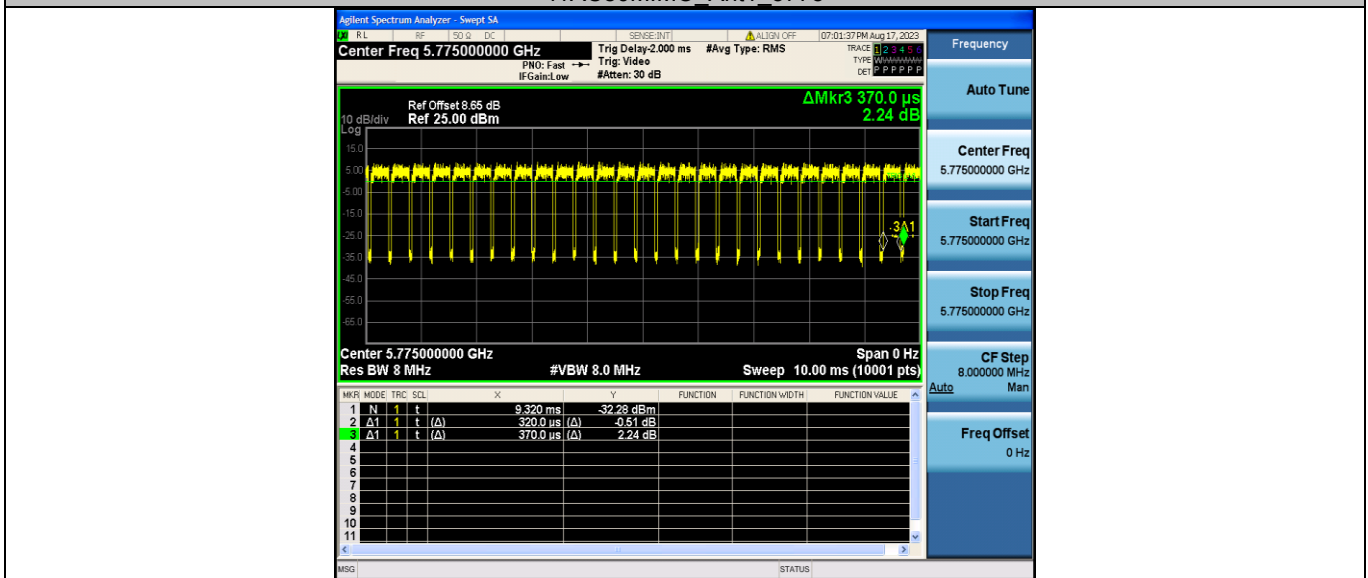 Agilent Spectrum Analyzer - Swept SA
RL RF 50 Ω DC SENSE:INT ALIGN OFF 07:01:37 PM Aug 17, 2023
Center Freq 5.775000000 GHz
PNO: Fast
IFGain:Low
Trig Delay-2.000 ms
Trig: Video
#Atten: 30 dB
#Avg Type: RMS
TRACE 1 2 3 4 5 6
TYPE WWWWWW
DET P P P P P P
Frequency
ΔMkr3 370.0 µs
2.24 dB
Ref Offset 8.65 dB
10 dB/div Ref 25.00 dBm
Log
15.0
5.00
-5.00
-15.0
-25.0
-35.0
-45.0
-55.0
-65.0
3Δ1
Center 5.775000000 GHz Span 0 Hz
Res BW 8 MHz #VBW 8.0 MHz Sweep 10.00 ms (10001 pts)
MKR MODE TRC SCL X Y FUNCTION FUNCTION WIDTH FUNCTION VALUE
1 N 1 t 9.320 ms -32.28 dBm
2 Δ1 1 t (Δ) 320.0 µs (Δ) -0.51 dB
3 Δ1 1 t (Δ) 370.0 µs (Δ) 2.24 dB
4
5
6
7
8
9
10
11
Auto Tune
Center Freq
5.775000000 GHz
Start Freq
5.775000000 GHz
Stop Freq
5.775000000 GHz
CF Step
8.000000 MHz
Auto Man
Freq Offset
0 Hz
MSG STATUS